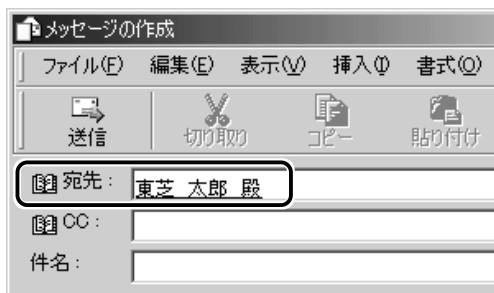 メッセージの作成
ファイル(F) 編集(E) 表示(V) 挿入(I) 書式(O)
送信 切り取り コピー 貼り付け
宛先： 東芝 太郎 殿
CC：
件名：